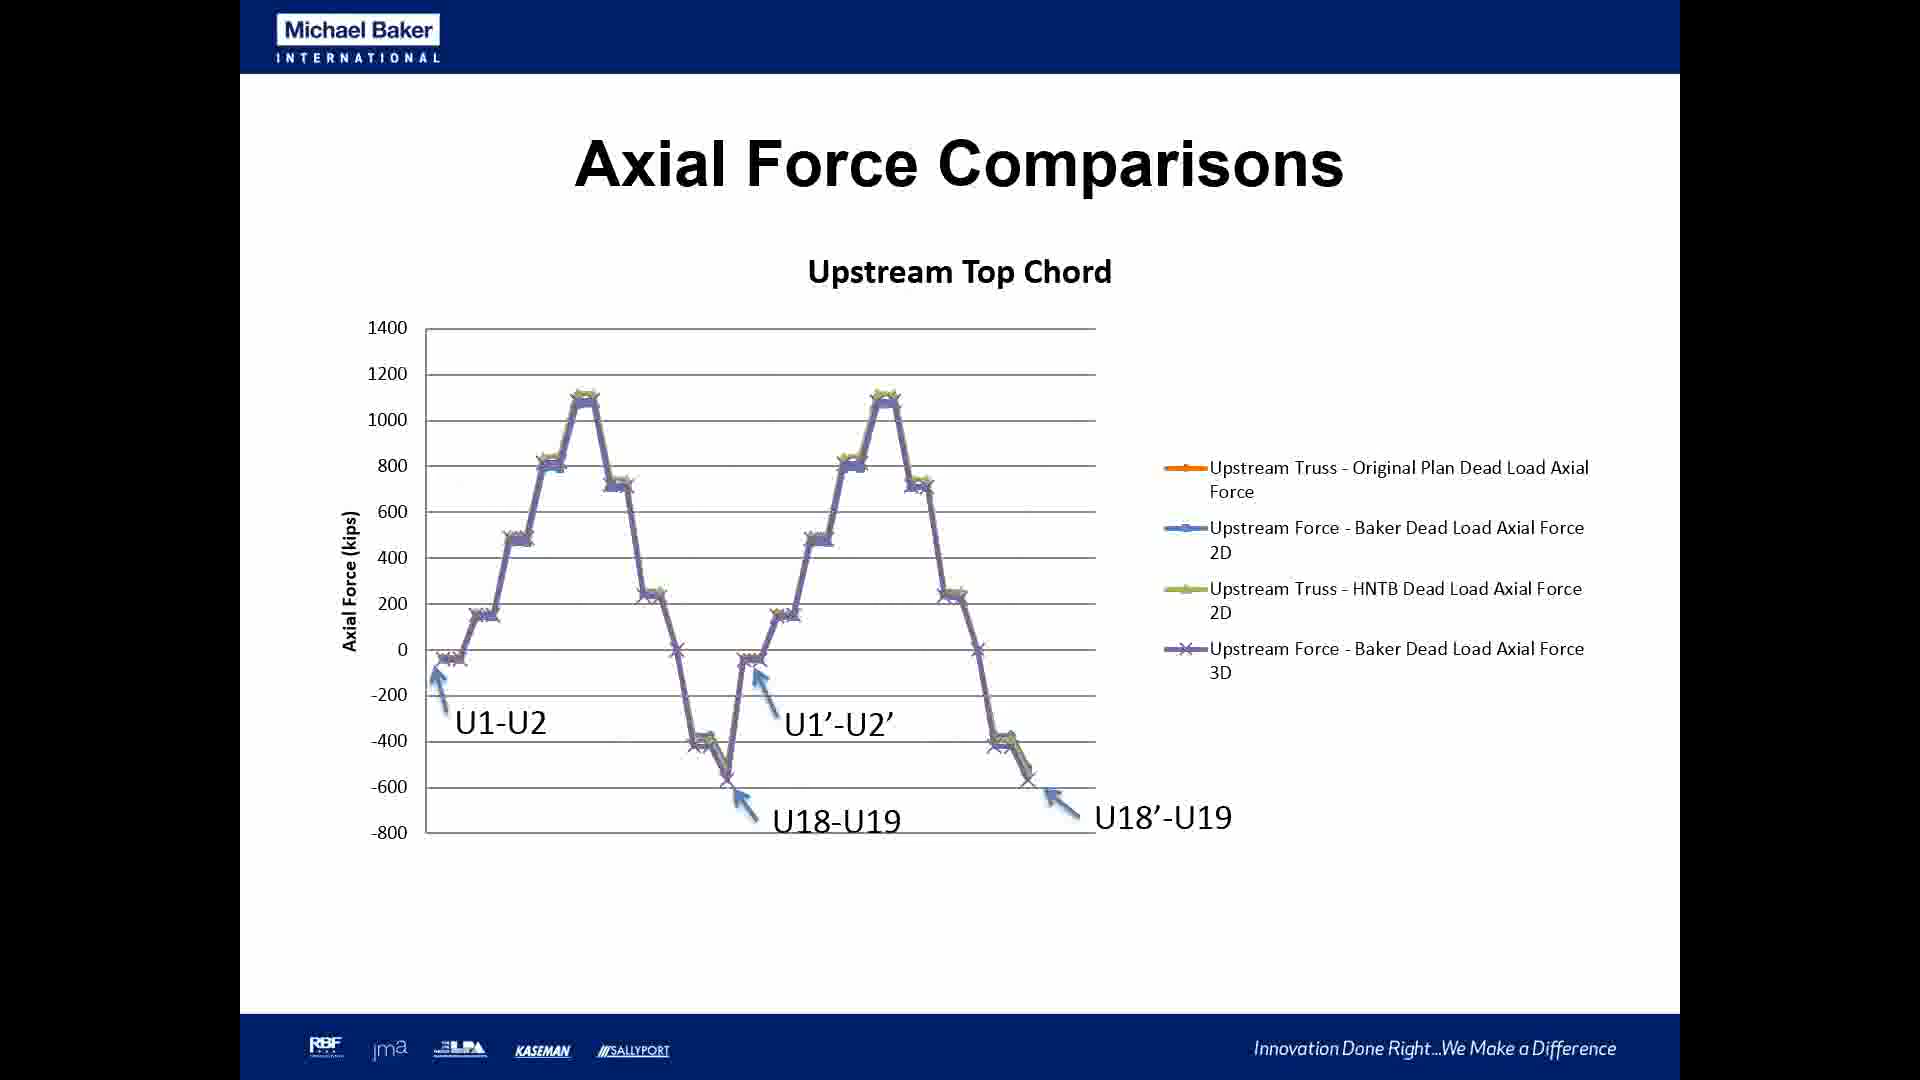 Michael Baker
INTERNATIONAL
Axial Force Comparisons
Upstream Top Chord
1400
1200
1000
800
600
400
200
0
-200
-400
-600
-800
Axial Force (kips)
U1-U2
U1’-U2’
U18-U19
U18’-U19
Upstream Truss - Original Plan Dead Load Axial
Force
Upstream Force - Baker Dead Load Axial Force
2D
Upstream Truss - HNTB Dead Load Axial Force
2D
Upstream Force - Baker Dead Load Axial Force
3D
RBF
jma
LPA
KASEMAN
SALLYPORT
Innovation Done Right...We Make a Difference